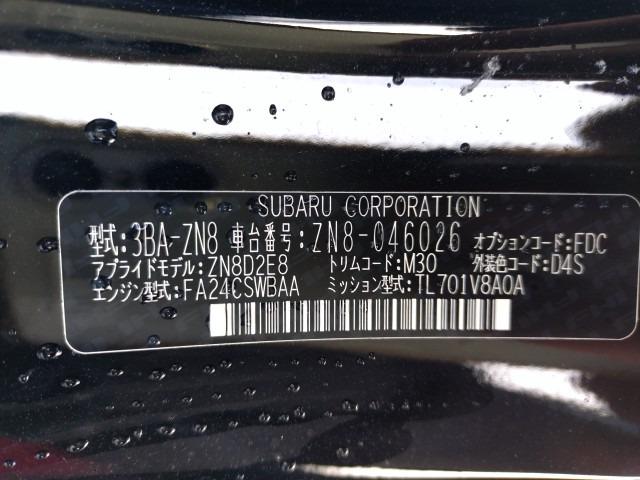 SUBARU CORPORATION
型式:3BA-ZN8 車台番号:ZN8-046026 オプションコード:FDC
アプライドモデル:ZN8D2E8 トリムコード:M30 外装色コード:D4S
エンジン型式:FA24CSWBAA ミッション型式:TL701V8A0A